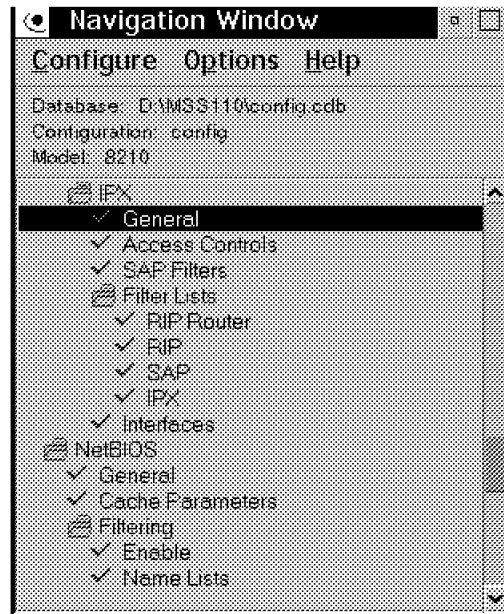 Navigation Window
Configure Options Help
Database: D:\MSS110\config.cdb
Configuration: config
Model: 8210
IPX
General
Access Controls
SAP Filters
Filter Lists
RIP Router
RIP
SAP
IPX
Interfaces
NetBIOS
General
Cache Parameters
Filtering
Enable
Name Lists